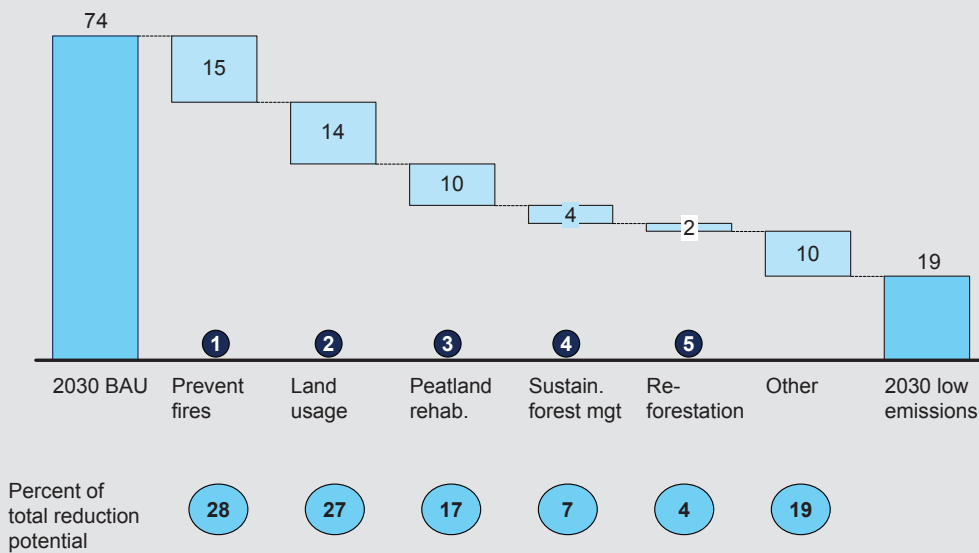 74
15
14
10
4
2
10
19
1
2
3
4
5
2030 BAU
Prevent
fires
Land
usage
Peatland
rehab.
Sustain.
forest mgt
Re-
forestation
Other
2030 low
emissions
Percent of
total reduction
potential
28
27
17
7
4
19